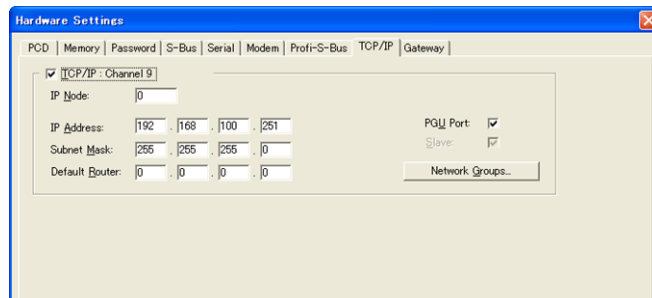 Hardware Settings
PCD Memory Password S-Bus Serial Modem Profi-S-Bus TCP/IP Gateway
TCP/IP : Channel 9
IP Node: 0
IP Address: 192 . 168 . 100 . 251 PGU Port:
Subnet Mask: 255 . 255 . 255 . 0 Slave:
Default Router: 0 . 0 . 0 . 0 Network Groups...